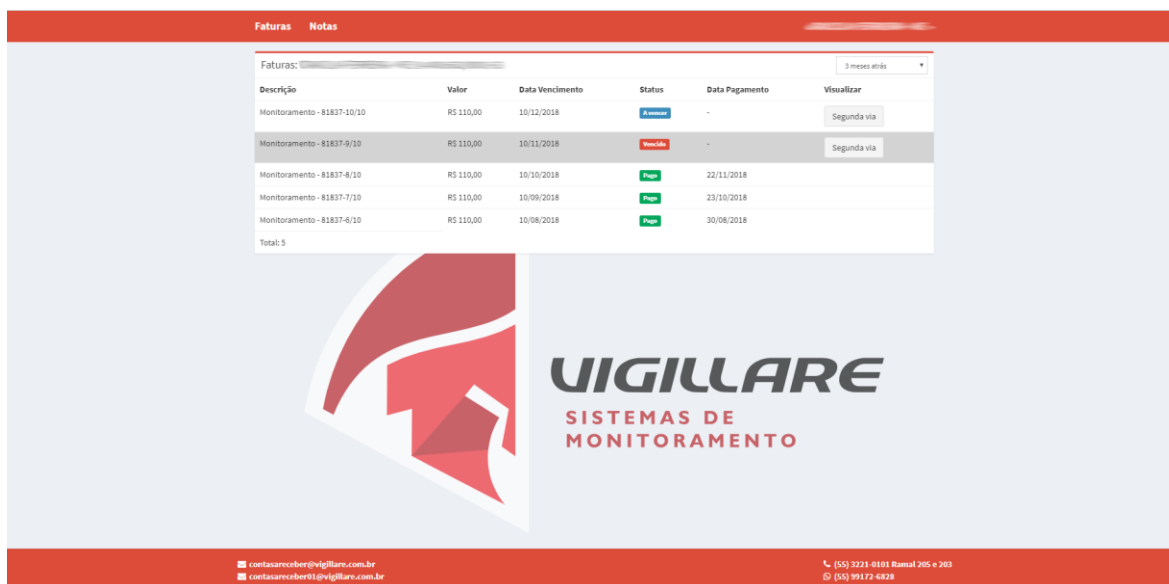 Faturas Notas
Faturas:
3 meses atrás
Descrição Valor Data Vencimento Status Data Pagamento Visualizar
Monitoramento - 81837-10/10 R$ 110,00 10/12/2018 A vencer - Segunda via
Monitoramento - 81837-9/10 R$ 110,00 10/11/2018 Vencido - Segunda via
Monitoramento - 81837-8/10 R$ 110,00 10/10/2018 Pago 22/11/2018
Monitoramento - 81837-7/10 R$ 110,00 10/09/2018 Pago 23/10/2018
Monitoramento - 81837-6/10 R$ 110,00 10/08/2018 Pago 30/08/2018
Total: 5
VIGILLARE
SISTEMAS DE
MONITORAMENTO
contasareceber@vigillare.com.br (55) 3221-0101 Ramal 205 e 203
contasareceber01@vigillare.com.br (55) 99172-6828